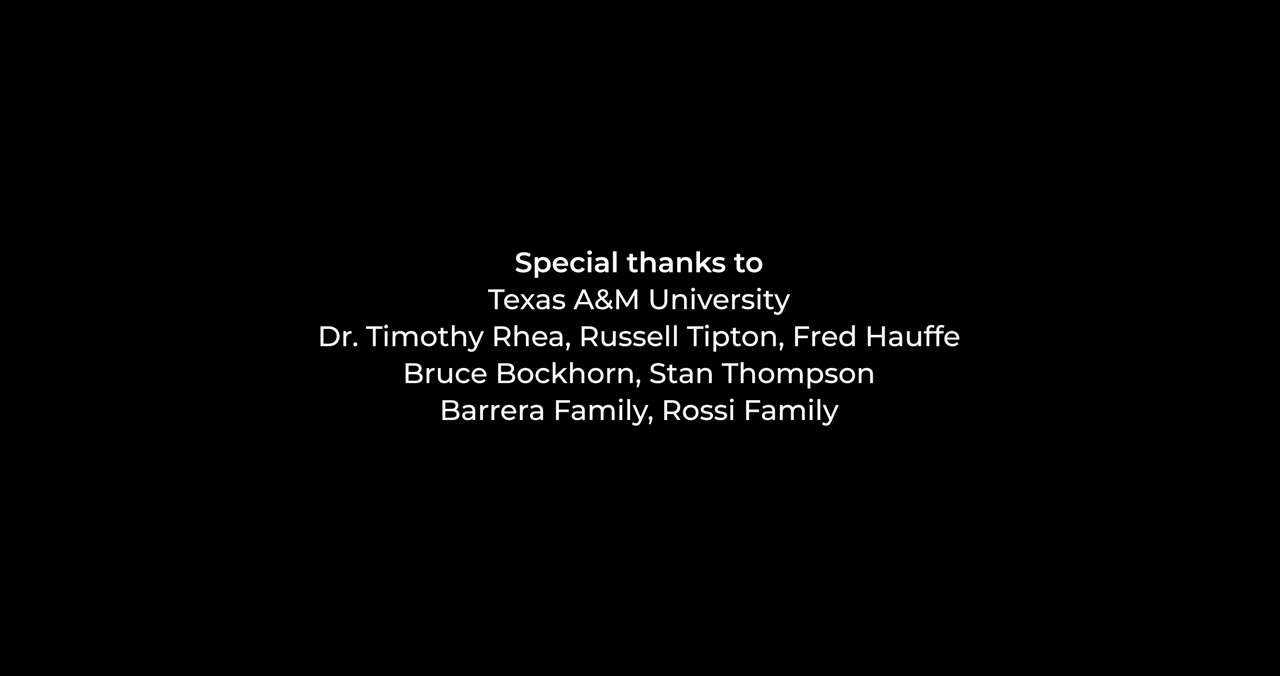 Special thanks to
Texas A&M University
Dr. Timothy Rhea, Russell Tipton, Fred Hauffe
Bruce Bockhorn, Stan Thompson
Barrera Family, Rossi Family